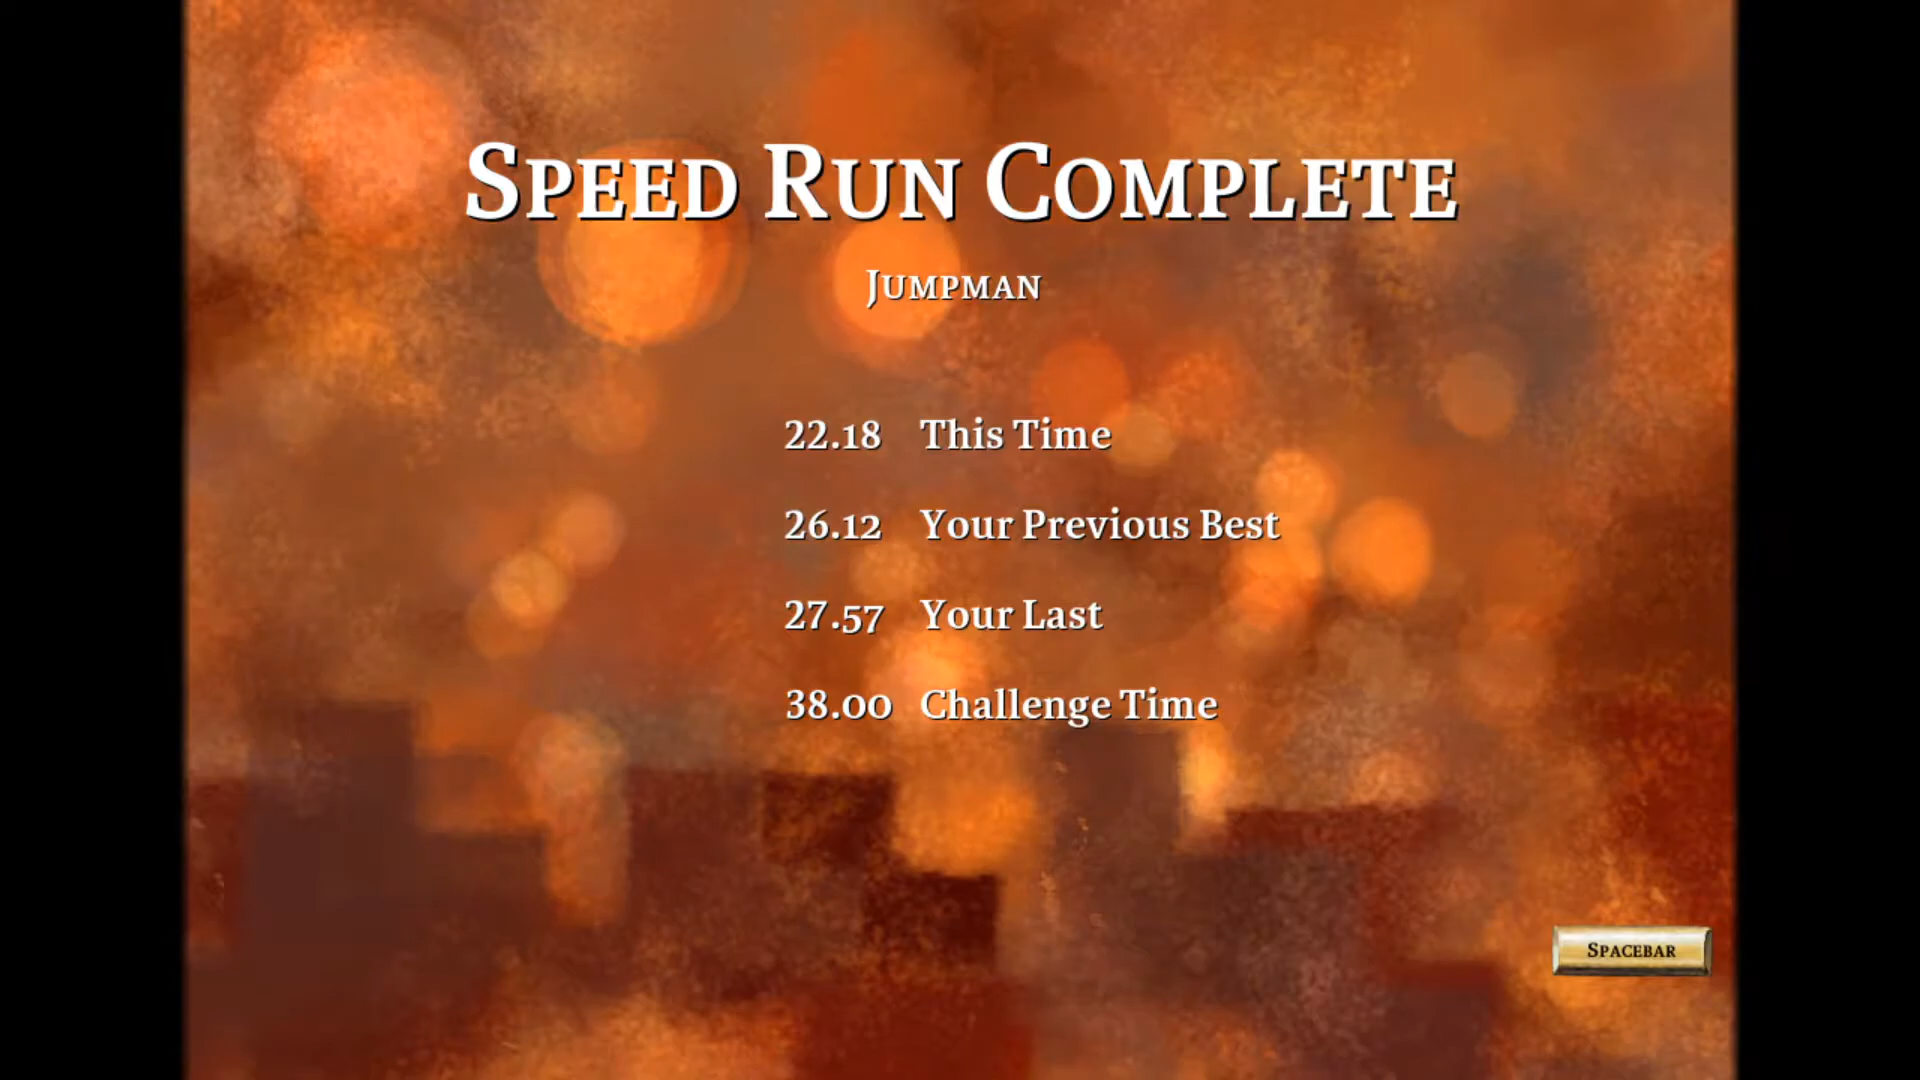 Speed Run Complete
Jumpman
22.18 This Time
26.12 Your Previous Best
27.57 Your Last
38.00 Challenge Time
Spacebar